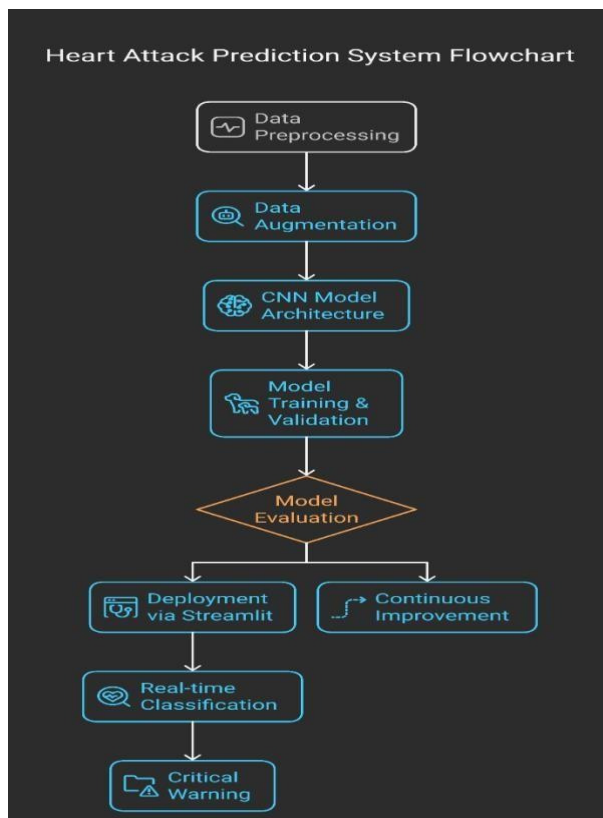 Heart Attack Prediction System Flowchart
Data
Preprocessing
Data
Augmentation
CNN Model
Architecture
Model
Training &
Validation
Model
Evaluation
Deployment
via Streamlit
Continuous
Improvement
Real-time
Classification
Critical
Warning